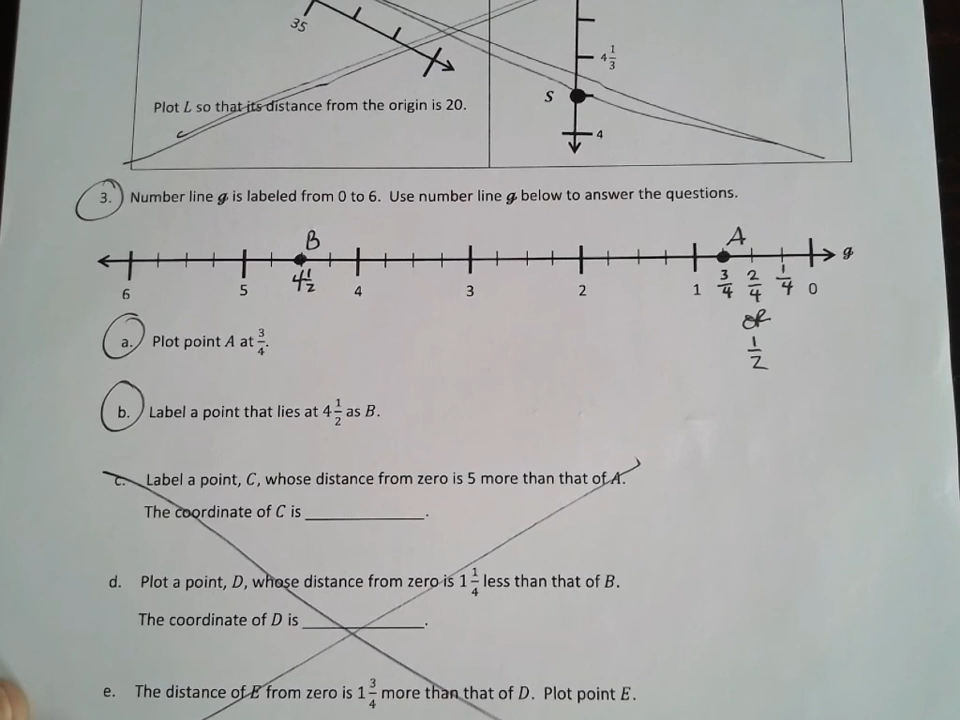 35
4 1/3
S
Plot L so that its distance from the origin is 20.
4
3. Number line g is labeled from 0 to 6. Use number line g below to answer the questions.
B A
g
4 1/2 3/4 2/4 1/4
6 5 4 3 2 1 0
or
1/2
a. Plot point A at 3/4.
b. Label a point that lies at 4 1/2 as B.
c. Label a point, C, whose distance from zero is 5 more than that of A.
The coordinate of C is ______________.
d. Plot a point, D, whose distance from zero is 1 1/4 less than that of B.
The coordinate of D is ______________.
e. The distance of E from zero is 1 3/4 more than that of D. Plot point E.